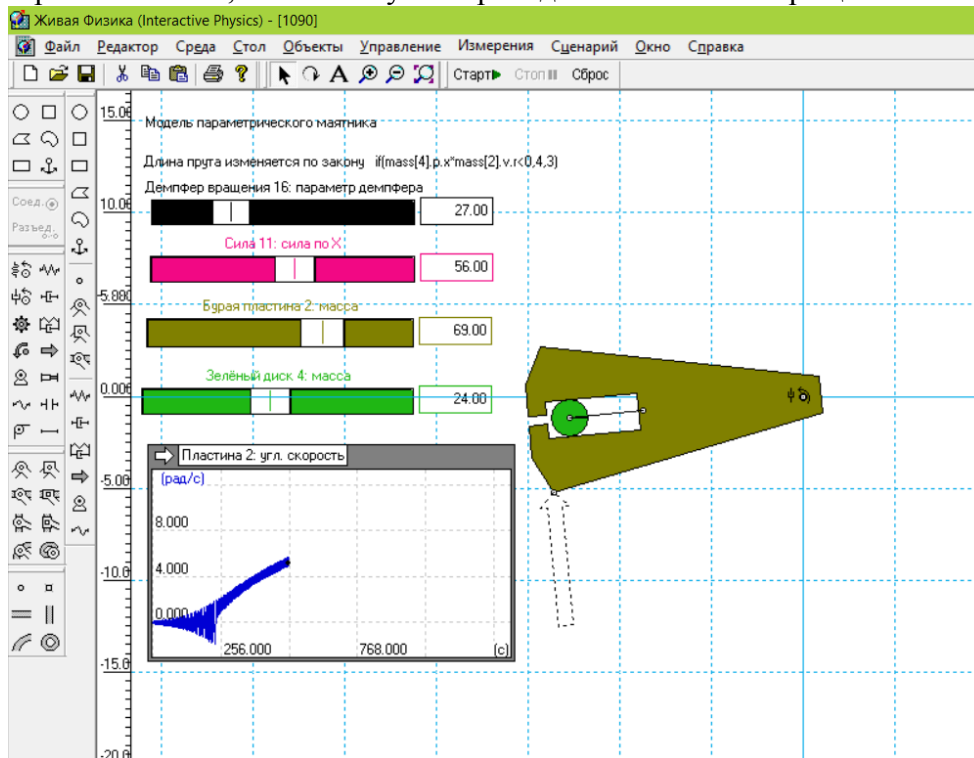 Живая Физика (Interactive Physics) - [1090]
Файл Редактор Среда Стол Объекты Управление Измерения Сценарий Окно Справка
Старт Стоп Сброс
Соед.
Разъед.
15.00
10.00
5.000
0.000
-5.00
-10.0
-15.0
-20.0
Модель параметрического маятника
Длина прута изменяется по закону if(mass[4].p.x*mass[2].v.r<0,4,3)
Демпфер вращения 16: параметр демпфера
27.00
Сила 11: сила по X
56.00
Бурая пластина 2: масса
69.00
Зелёный диск 4: масса
24.00
Пластина 2: угл. скорость
(рад/с)
8.000
4.000
0.000
256.000 768.000 (с)